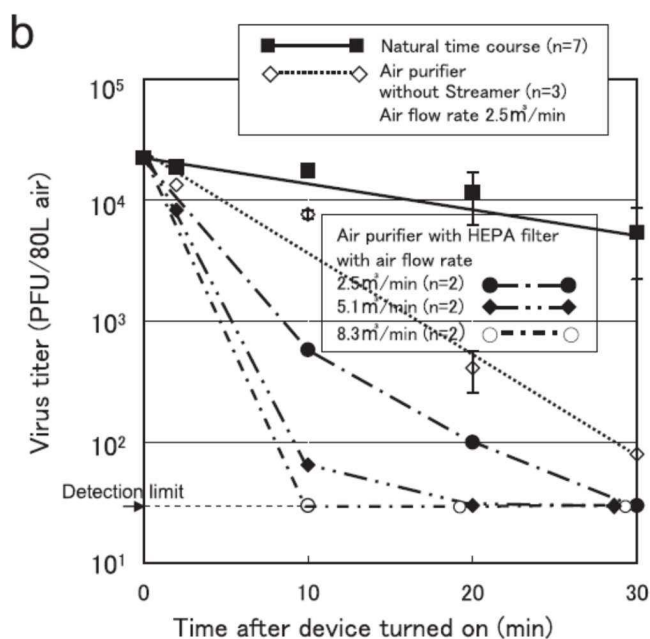 b
Natural time course (n=7)
Air purifier
without Streamer (n=3)
Air flow rate 2.5㎥/min
10⁵
10⁴
10³
10²
10¹
Virus titer (PFU/80L air)
Air purifier with HEPA filter
with air flow rate
2.5㎥/min (n=2)
5.1㎥/min (n=2)
8.3㎥/min (n=2)
Detection limit
0 10 20 30
Time after device turned on (min)